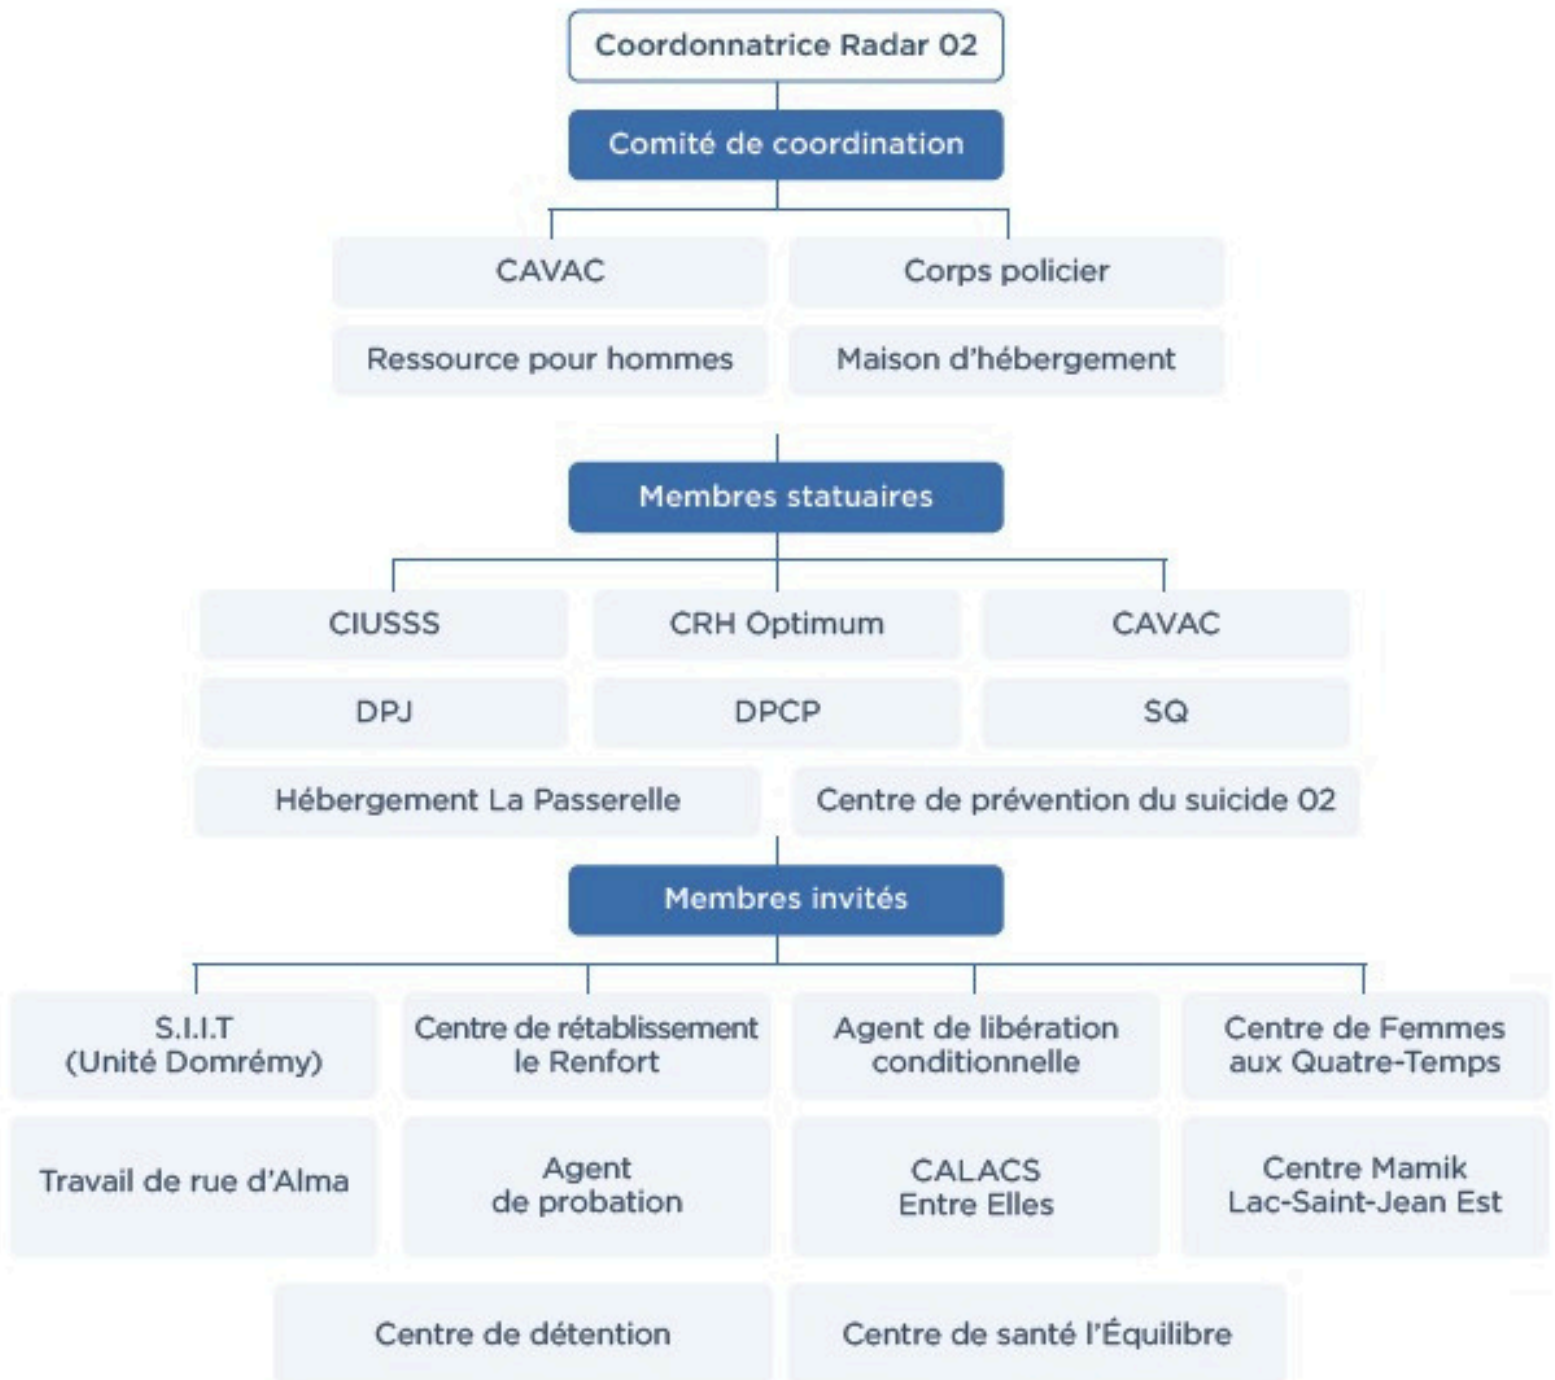 Coordonnatrice Radar 02
Comité de coordination
CAVAC
Corps policier
Ressource pour hommes
Maison d'hébergement
Membres statuaires
CIUSSS
CRH Optimum
CAVAC
DPJ
DPCP
SQ
Hébergement La Passerelle
Centre de prévention du suicide 02
Membres invités
S.I.I.T
(Unité Domrémy)
Centre de rétablissement
le Renfort
Agent de libération
conditionnelle
Centre de Femmes
aux Quatre-Temps
Travail de rue d'Alma
Agent
de probation
CALACS
Entre Elles
Centre Mamik
Lac-Saint-Jean Est
Centre de détention
Centre de santé l'Équilibre